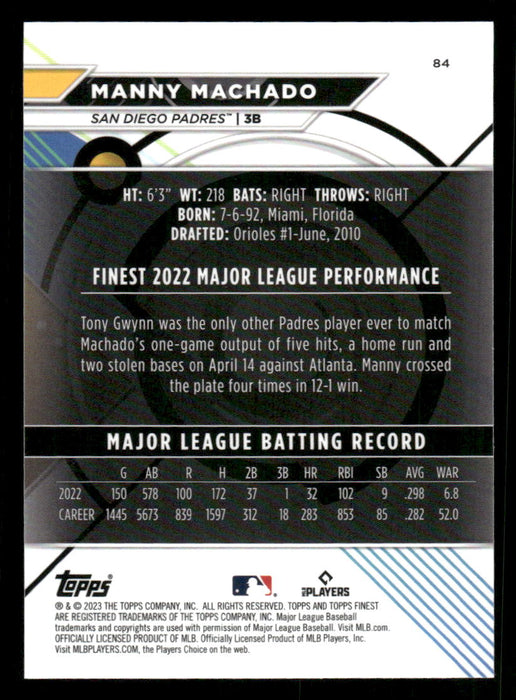 84
MANNY MACHADO
SAN DIEGO PADRES™ | 3B
HT: 6'3" WT: 218 BATS: RIGHT THROWS: RIGHT
BORN: 7-6-92, Miami, Florida
DRAFTED: Orioles #1-June, 2010
FINEST 2022 MAJOR LEAGUE PERFORMANCE
Tony Gwynn was the only other Padres player ever to match
Machado's one-game output of five hits, a home run and
two stolen bases on April 14 against Atlanta. Manny crossed
the plate four times in 12-1 win.
MAJOR LEAGUE BATTING RECORD
G AB R H 2B 3B HR RBI SB AVG WAR
2022 150 578 100 172 37 1 32 102 9 .298 6.8
CAREER 1445 5673 839 1597 312 18 283 853 85 .282 52.0
topps
MLB PLAYERS
® & © 2023 THE TOPPS COMPANY, INC. ALL RIGHTS RESERVED. TOPPS AND TOPPS FINEST
ARE REGISTERED TRADEMARKS OF THE TOPPS COMPANY, INC. Major League Baseball
trademarks and copyrights are used with permission of Major League Baseball. Visit MLB.com.
OFFICIALLY LICENSED PRODUCT OF MLB. Officially Licensed Product of MLB Players, Inc.
Visit MLBPLAYERS.com, the Players Choice on the web.